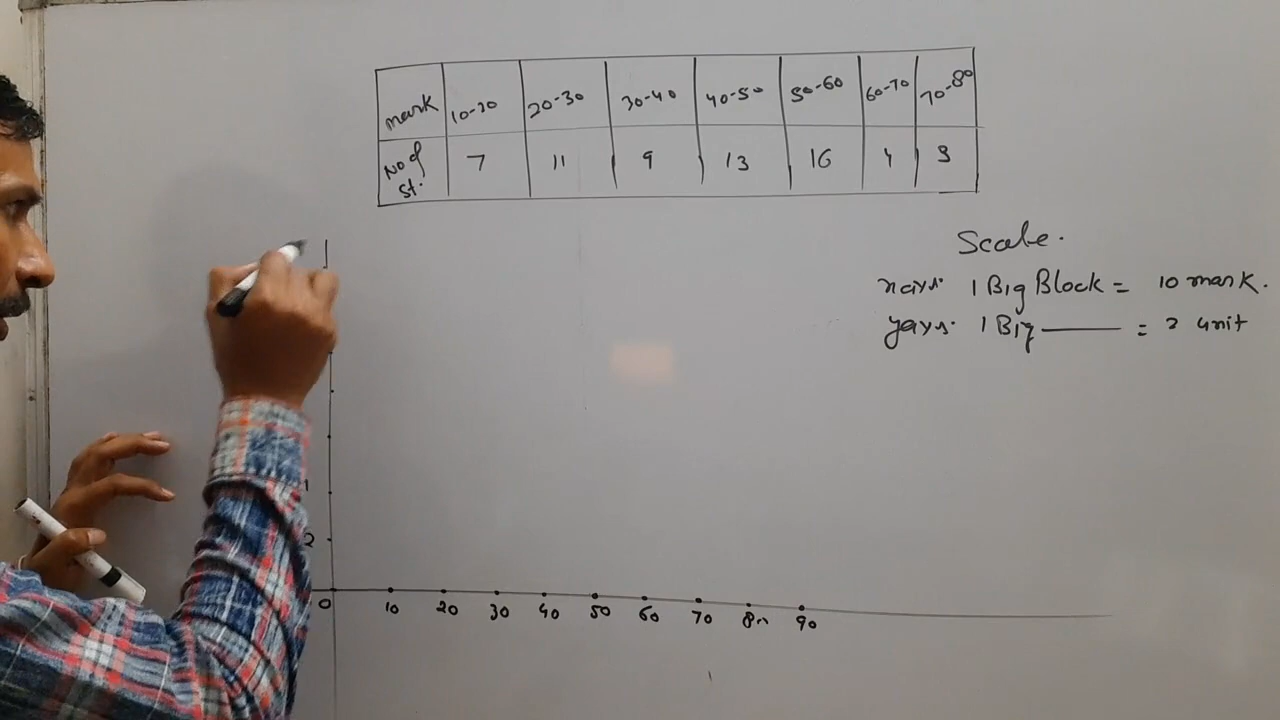 mark 10-20 20-30 30-40 40-50 50-60 60-70 70-80
No of st. 7 11 9 13 16 4 3
Scale.
xaxis: 1 Big Block = 10 mark.
yaxis. 1 Big —— = 2 unit
2
0 10 20 30 40 50 60 70 80 90